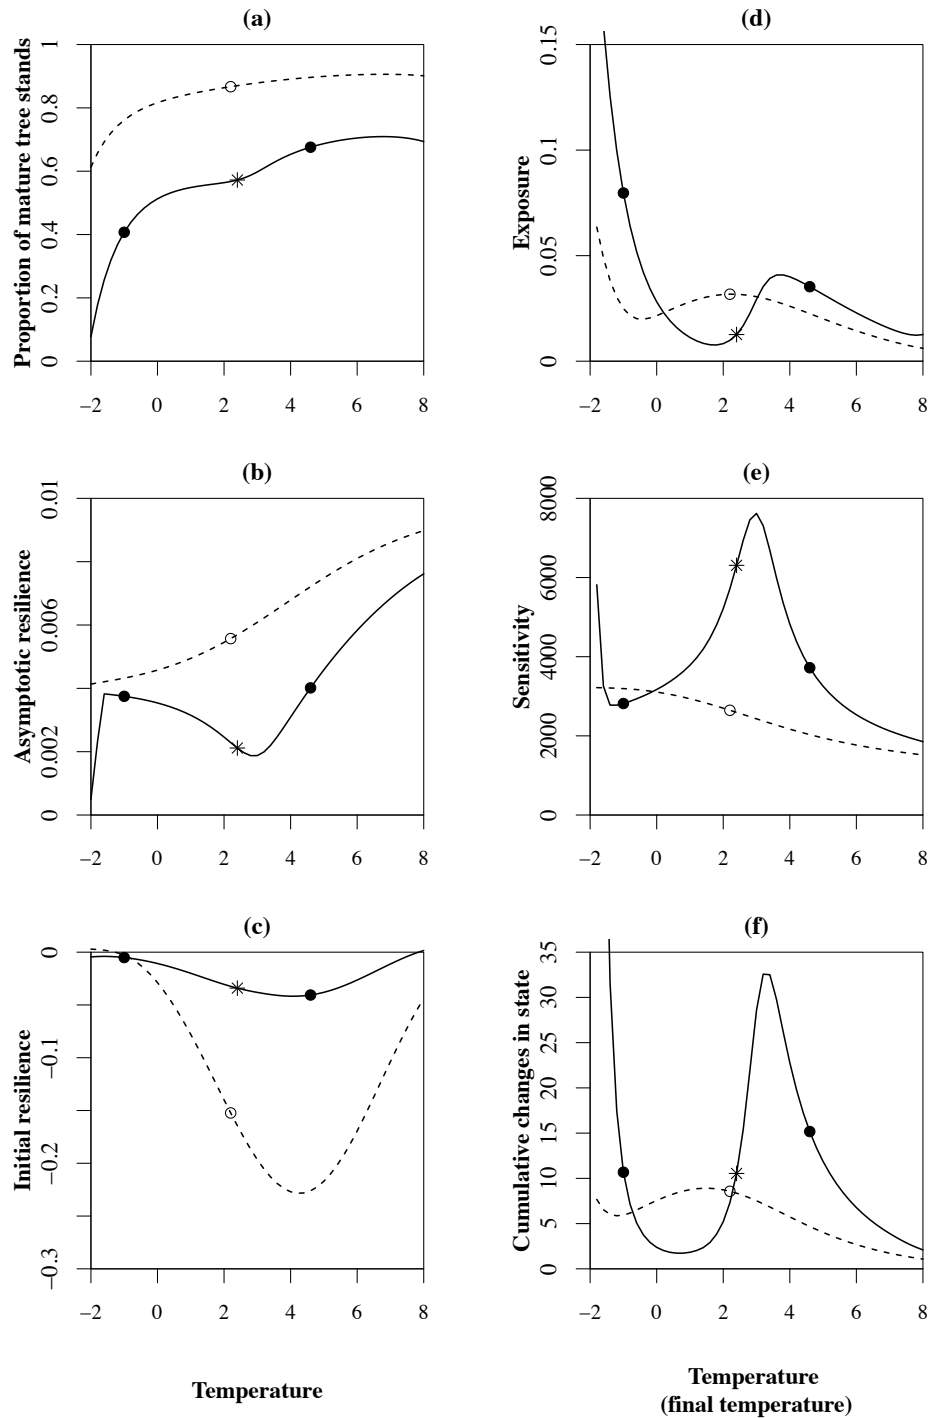 (a)
Proportion of mature tree stands
0 0.2 0.4 0.6 0.8 1
−2 0 2 4 6 8
(d)
Exposure
0 0.05 0.1 0.15
−2 0 2 4 6 8
(b)
Asymptotic resilience
0 0.002 0.006 0.01
−2 0 2 4 6 8
(e)
Sensitivity
0 2000 4000 6000 8000
−2 0 2 4 6 8
(c)
Initial resilience
−0.3 −0.2 −0.1 0
−2 0 2 4 6 8
Temperature
(f)
Cumulative changes in state
0 5 10 15 20 25 30 35
−2 0 2 4 6 8
Temperature
(final temperature)